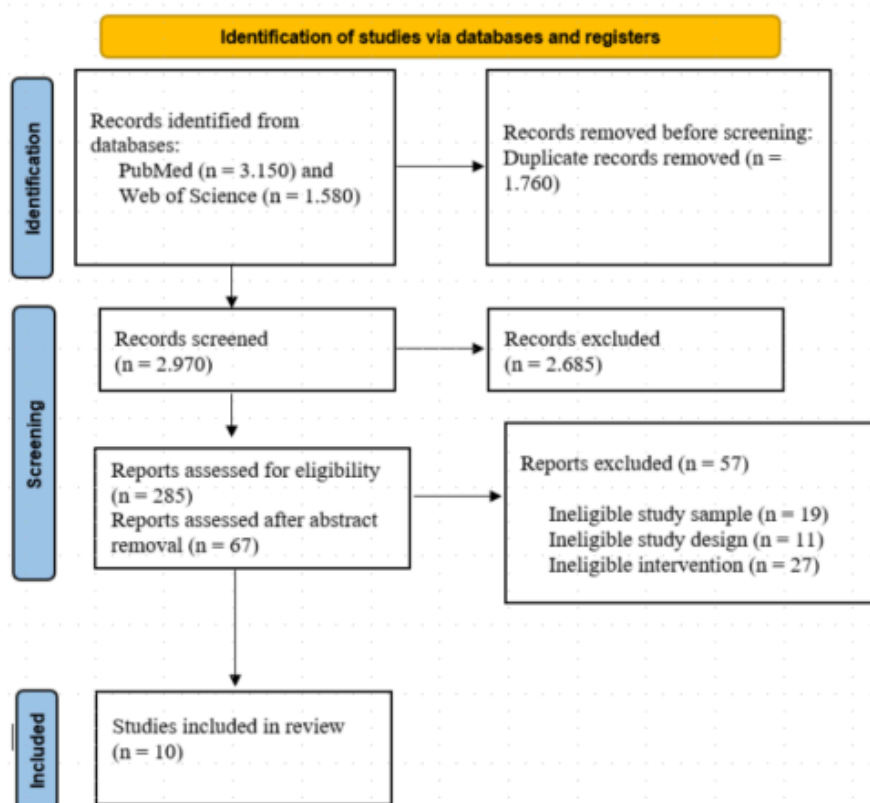 Identification of studies via databases and registers
Identification
Records identified from
databases:
PubMed (n = 3.150) and
Web of Science (n = 1.580)
Records removed before screening:
Duplicate records removed (n =
1.760)
Screening
Records screened
(n = 2.970)
Records excluded
(n = 2.685)
Reports assessed for eligibility
(n = 285)
Reports assessed after abstract
removal (n = 67)
Reports excluded (n = 57)
Ineligible study sample (n = 19)
Ineligible study design (n = 11)
Ineligible intervention (n = 27)
Included
Studies included in review
(n = 10)